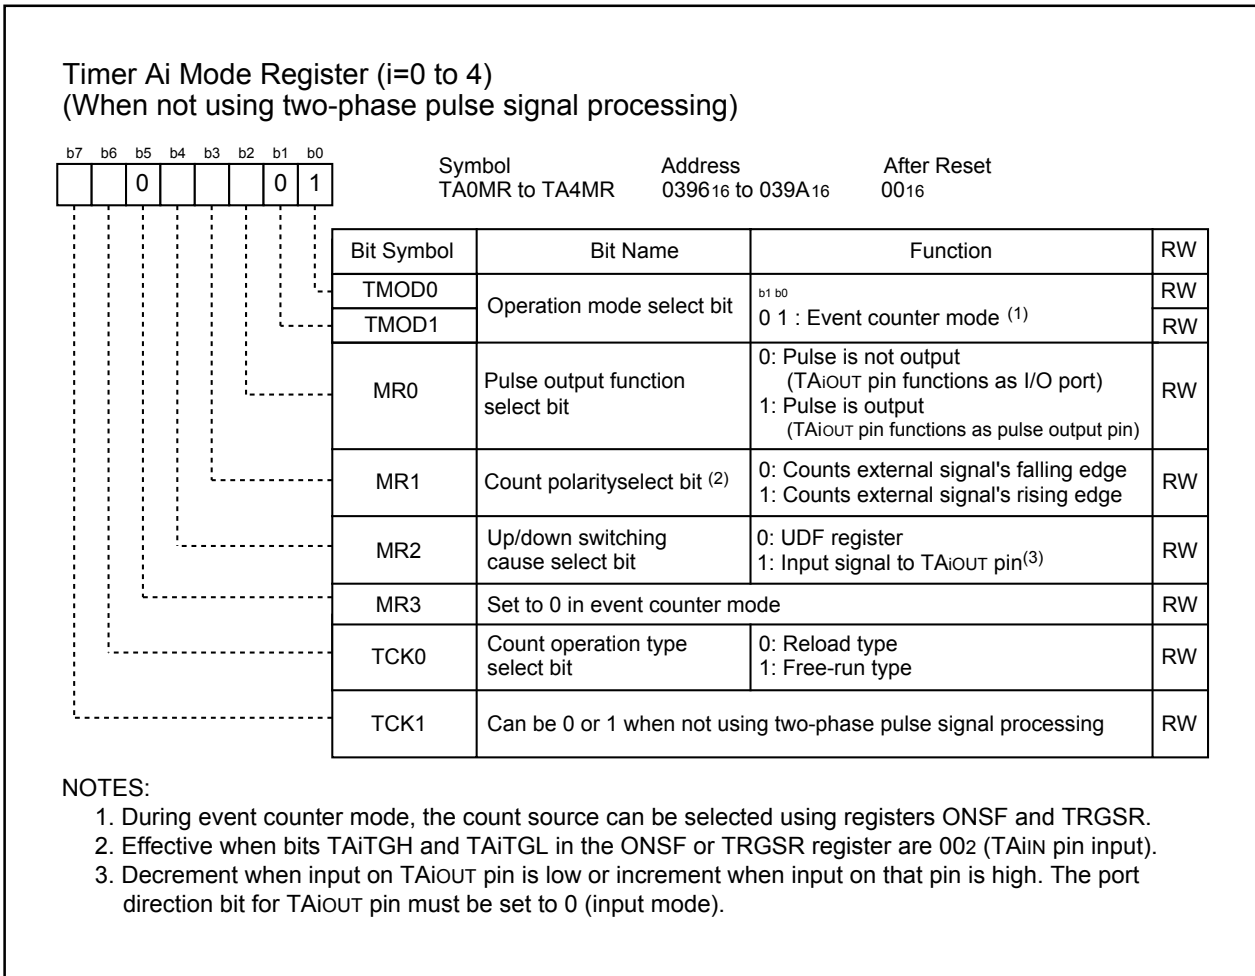 Timer Ai Mode Register (i=0 to 4)
(When not using two-phase pulse signal processing)
b7 b6 b5 b4 b3 b2 b1 b0
0 0 1
Symbol Address After Reset
TA0MR to TA4MR 039616 to 039A16 0016
Bit Symbol Bit Name Function RW
TMOD0 RW
Operation mode select bit
b1 b0
0 1 : Event counter mode (1)
TMOD1 RW
MR0
Pulse output function
select bit
0: Pulse is not output
(TAiOUT pin functions as I/O port)
1: Pulse is output
(TAiOUT pin functions as pulse output pin)
RW
MR1
Count polarityselect bit (2)
0: Counts external signal's falling edge
1: Counts external signal's rising edge
RW
MR2
Up/down switching
cause select bit
0: UDF register
1: Input signal to TAiOUT pin(3)
RW
MR3 Set to 0 in event counter mode RW
TCK0
Count operation type
select bit
0: Reload type
1: Free-run type
RW
TCK1 Can be 0 or 1 when not using two-phase pulse signal processing RW
NOTES:
1. During event counter mode, the count source can be selected using registers ONSF and TRGSR.
2. Effective when bits TAiTGH and TAiTGL in the ONSF or TRGSR register are 002 (TAiIN pin input).
3. Decrement when input on TAiOUT pin is low or increment when input on that pin is high. The port
direction bit for TAiOUT pin must be set to 0 (input mode).